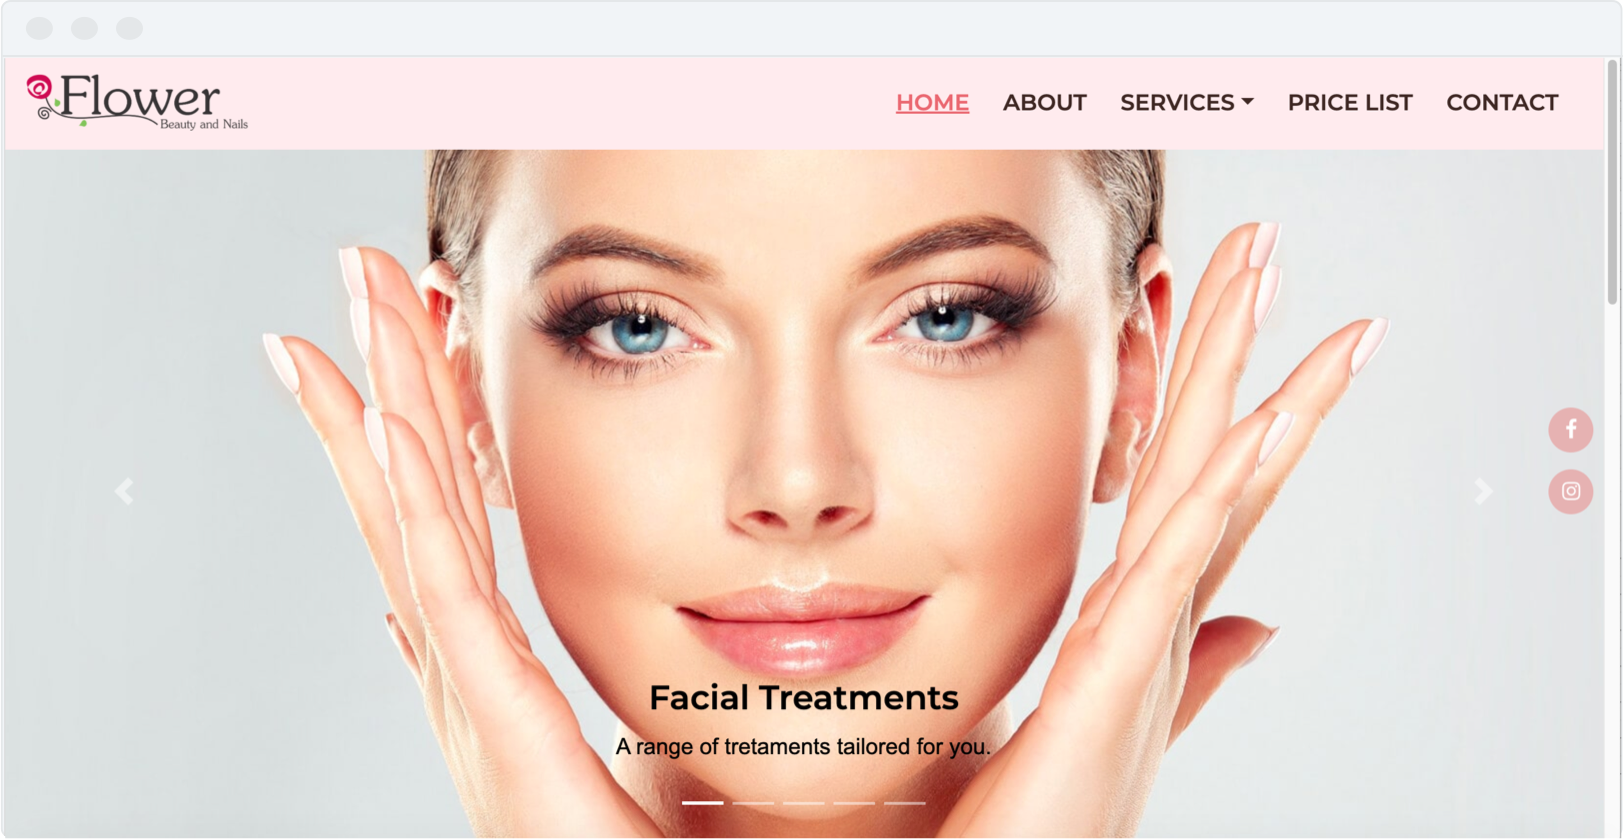 Flower
Beauty and Nails
HOME ABOUT SERVICES PRICE LIST CONTACT
Facial Treatments
A range of tretaments tailored for you.